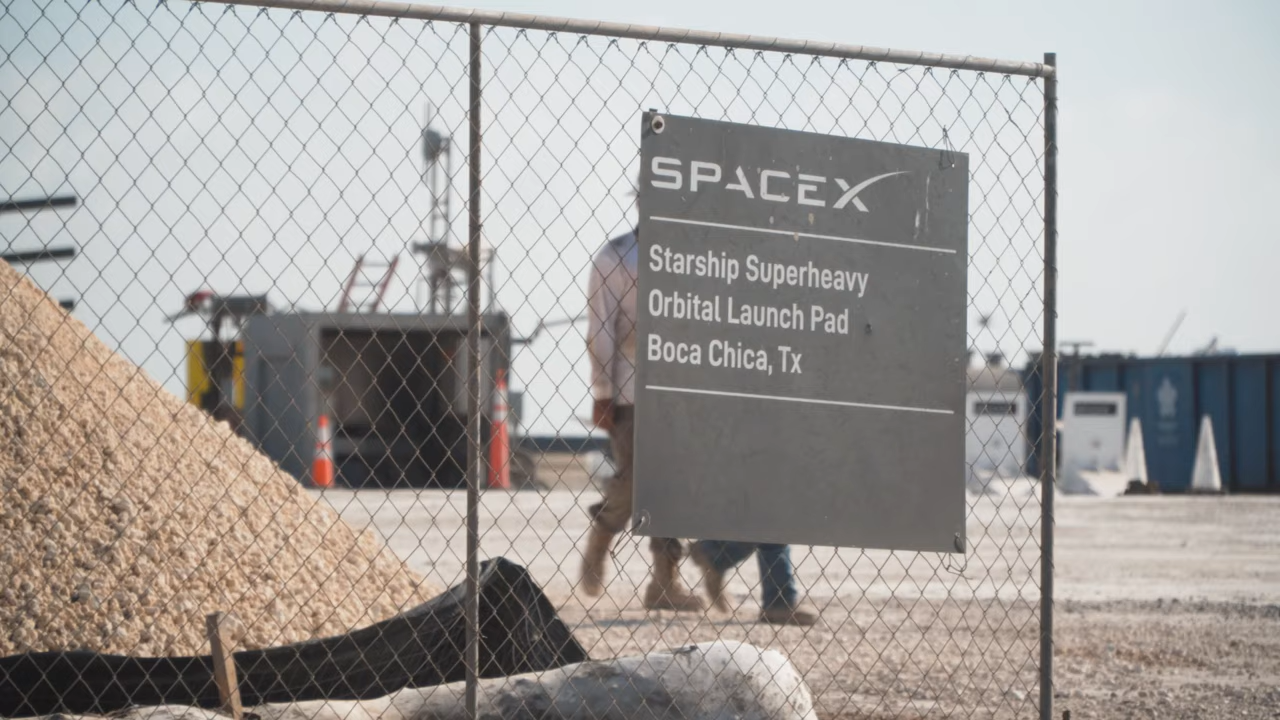 SPACEX
Starship Superheavy
Orbital Launch Pad
Boca Chica, Tx